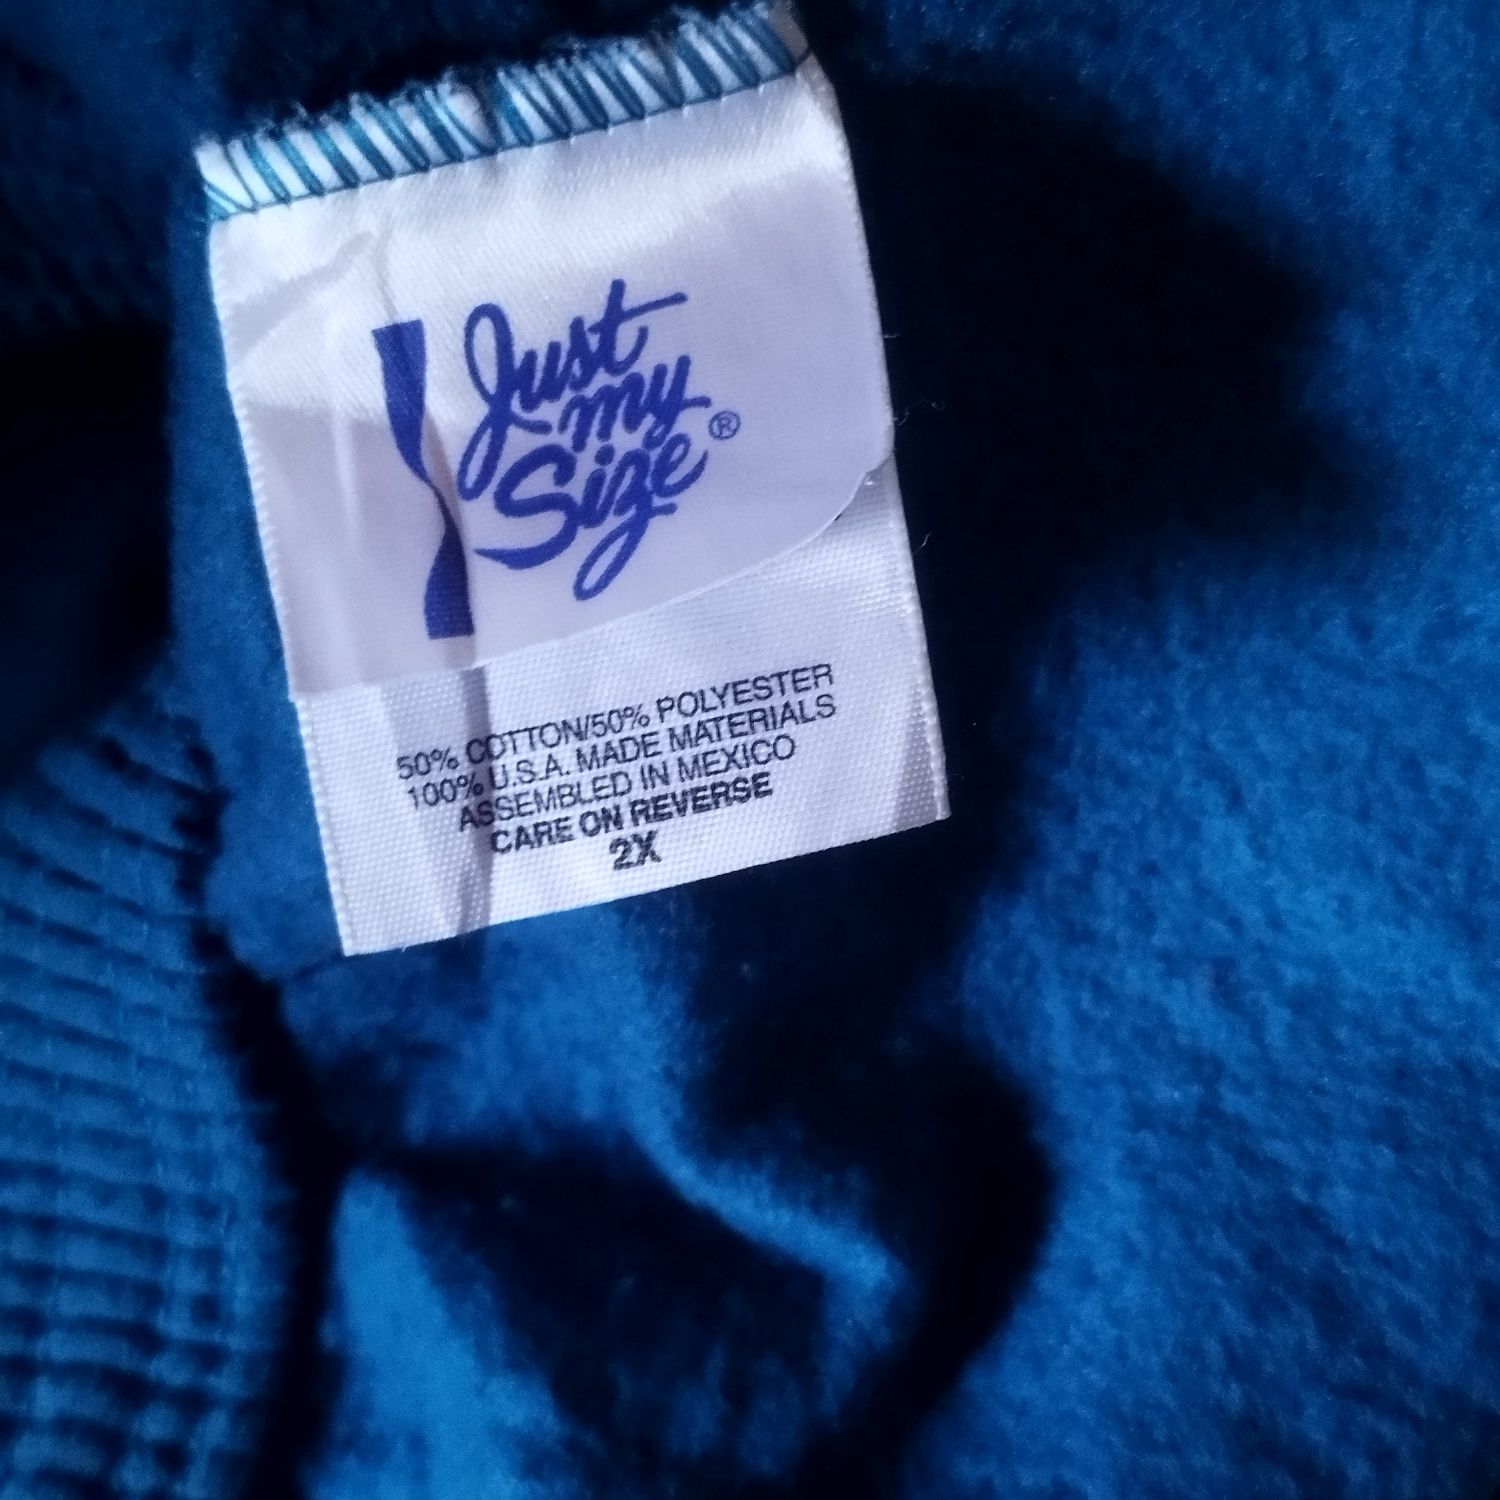 Just
my
Size®
50% COTTON/50% POLYESTER
100% U.S.A. MADE MATERIALS
ASSEMBLED IN MEXICO
CARE ON REVERSE
2X